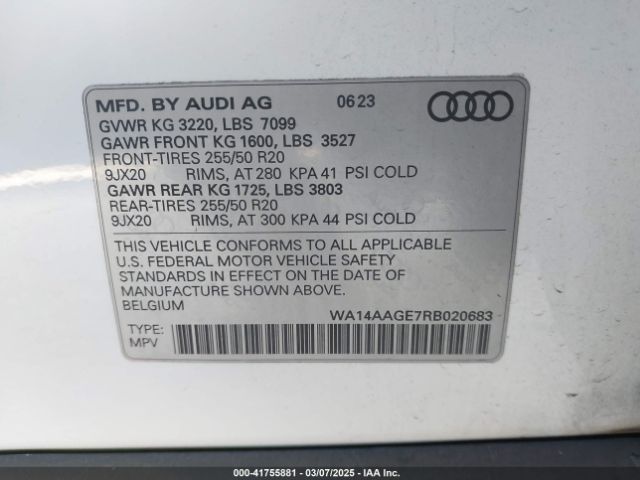 MFD. BY AUDI AG 06 23
GVWR KG 3220, LBS 7099
GAWR FRONT KG 1600, LBS 3527
FRONT-TIRES 255/50 R20
9JX20 RIMS, AT 280 KPA 41 PSI COLD
GAWR REAR KG 1725, LBS 3803
REAR-TIRES 255/50 R20
9JX20 RIMS, AT 300 KPA 44 PSI COLD
THIS VEHICLE CONFORMS TO ALL APPLICABLE
U.S. FEDERAL MOTOR VEHICLE SAFETY
STANDARDS IN EFFECT ON THE DATE OF
MANUFACTURE SHOWN ABOVE.
BELGIUM
WA14AAGE7RB020683
TYPE:
MPV
000-41755881 | 03/07/2025 | IAA Inc.